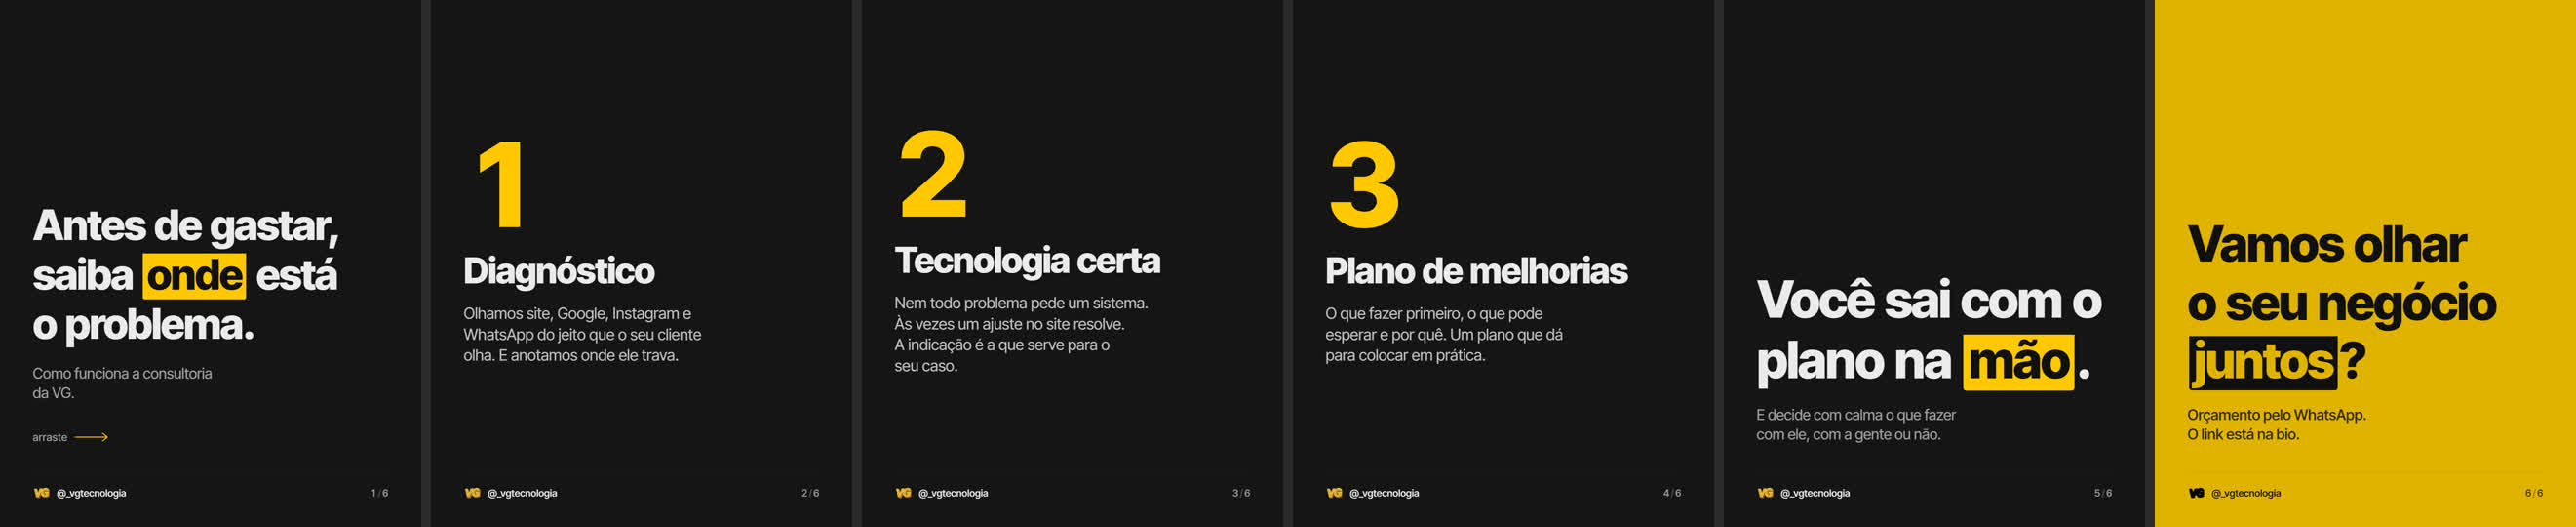 Antes de gastar,
saiba onde está
o problema.
Como funciona a consultoria
da VG.
arraste
VG @_vgtecnologia 1/6
1
Diagnóstico
Olhamos site, Google, Instagram e
WhatsApp do jeito que o seu cliente
olha. E anotamos onde ele trava.
VG @_vgtecnologia 2/6
2
Tecnologia certa
Nem todo problema pede um sistema.
Às vezes um ajuste no site resolve.
A indicação é a que serve para o
seu caso.
VG @_vgtecnologia 3/6
3
Plano de melhorias
O que fazer primeiro, o que pode
esperar e por quê. Um plano que dá
para colocar em prática.
VG @_vgtecnologia 4/6
Você sai com o
plano na mão.
E decide com calma o que fazer
com ele, com a gente ou não.
VG @_vgtecnologia 5/6
Vamos olhar
o seu negócio
juntos?
Orçamento pelo WhatsApp.
O link está na bio.
VG @_vgtecnologia 6/6